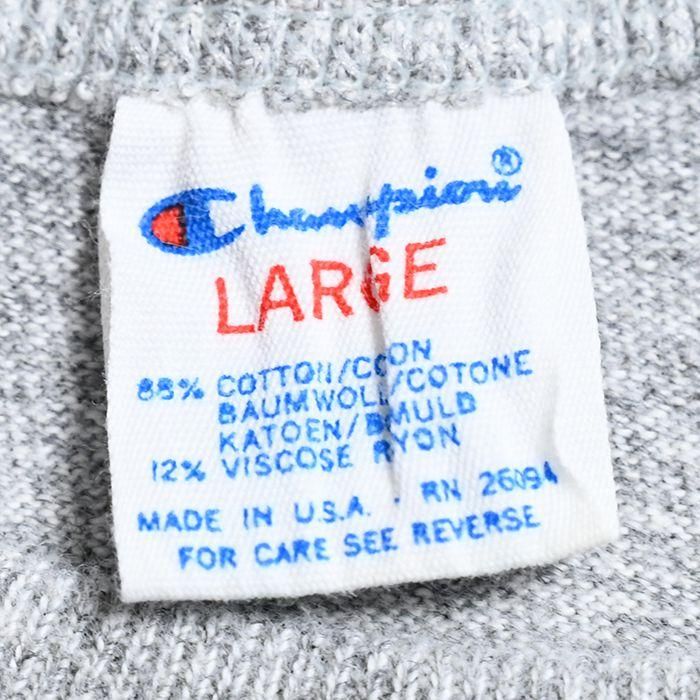 Champion®
LARGE
88% COTTON/COON
BAUMWOLL/COTONE
KATOEN/BMULD
12% VISCOSE RYON
MADE IN U.S.A. - RN 26094
FOR CARE SEE REVERSE